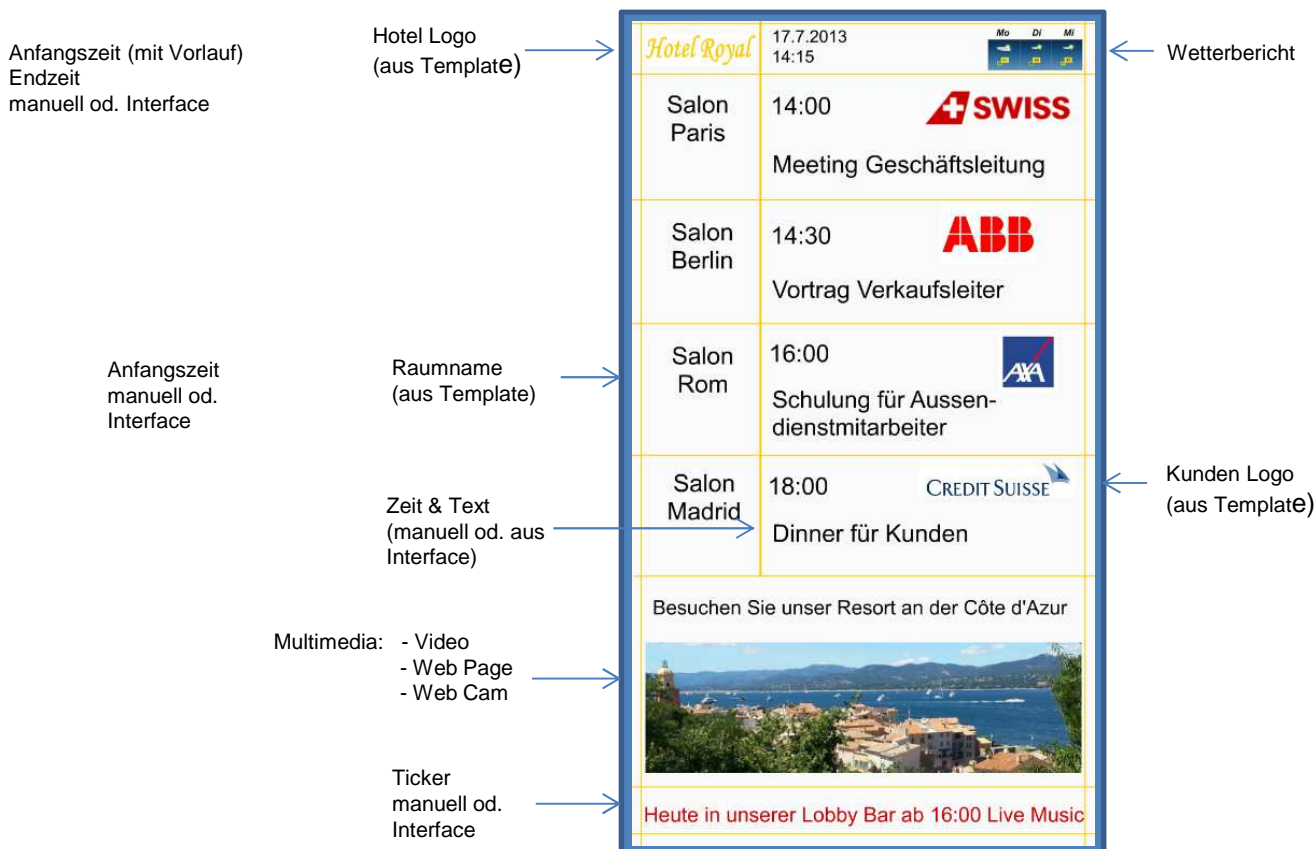 Anfangszeit (mit Vorlauf)
Endzeit
manuell od. Interface
Hotel Logo
(aus Template)
Hotel Royal
17.7.2013
14:15
Mo Di Mi
Wetterbericht
Salon
Paris
14:00
SWISS
Meeting Geschäftsleitung
Salon
Berlin
14:30
ABB
Vortrag Verkaufsleiter
Anfangszeit
manuell od.
Interface
Raumname
(aus Template)
Salon
Rom
16:00
AXA
Schulung für Aussen-
dienstmitarbeiter
Zeit & Text
(manuell od. aus
Interface)
Salon
Madrid
18:00
CREDIT SUISSE
Dinner für Kunden
Kunden Logo
(aus Template)
Multimedia: - Video
- Web Page
- Web Cam
Besuchen Sie unser Resort an der Côte d'Azur
Ticker
manuell od.
Interface
Heute in unserer Lobby Bar ab 16:00 Live Music